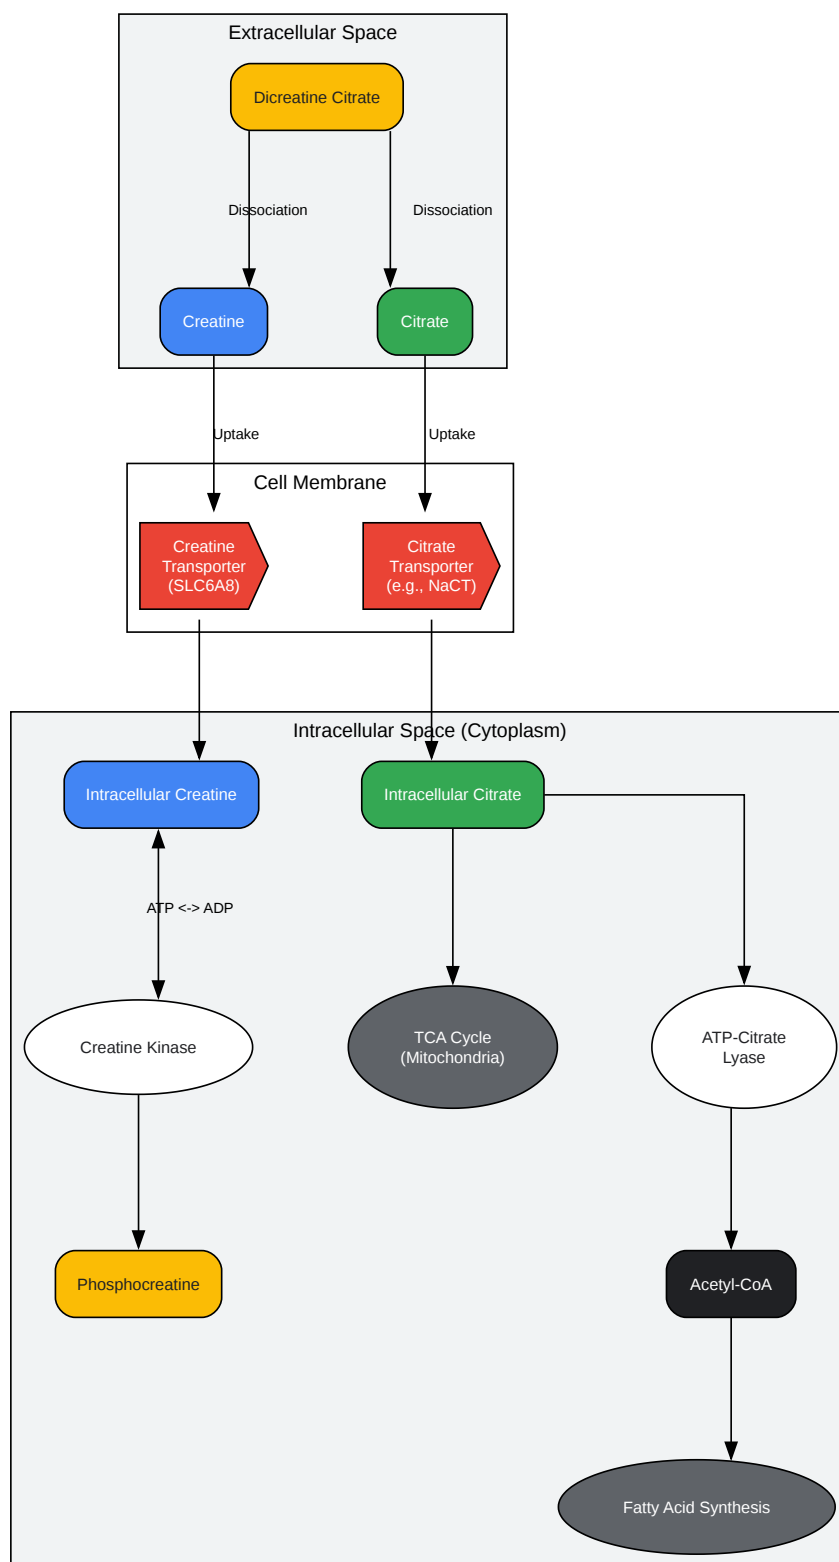 Extracellular Space
Dicreatine Citrate
Dissociation
Dissociation
Creatine
Citrate
Uptake
Uptake
Cell Membrane
Creatine
Transporter
(SLC6A8)
Citrate
Transporter
(e.g., NaCT)
Intracellular Space (Cytoplasm)
Intracellular Creatine
Intracellular Citrate
ATP <-> ADP
Creatine Kinase
TCA Cycle
(Mitochondria)
ATP-Citrate
Lyase
Phosphocreatine
Acetyl-CoA
Fatty Acid Synthesis